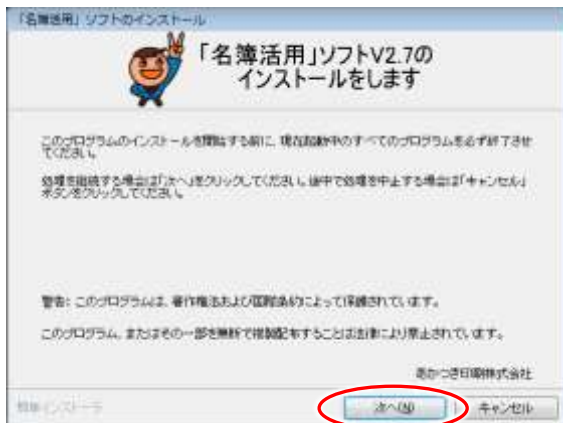 「名簿活用」ソフトのインストール
「名簿活用」ソフトV2.7の
インストールをします
このプログラムのインストールを開始する前に、現在起動中のすべてのプログラムを必ず終了させ
てください。
処理を継続する場合は「次へ」をクリックしてください。途中で処理を中止する場合は「キャンセル」
ボタンをクリックしてください。
警告: このプログラムは、著作権法および国際条約によって保護されています。
このプログラム、またはその一部を無断で複製配布することは法律により禁止されています。
あかつき印刷株式会社
簡単インストーラ
次へ(N)
キャンセル